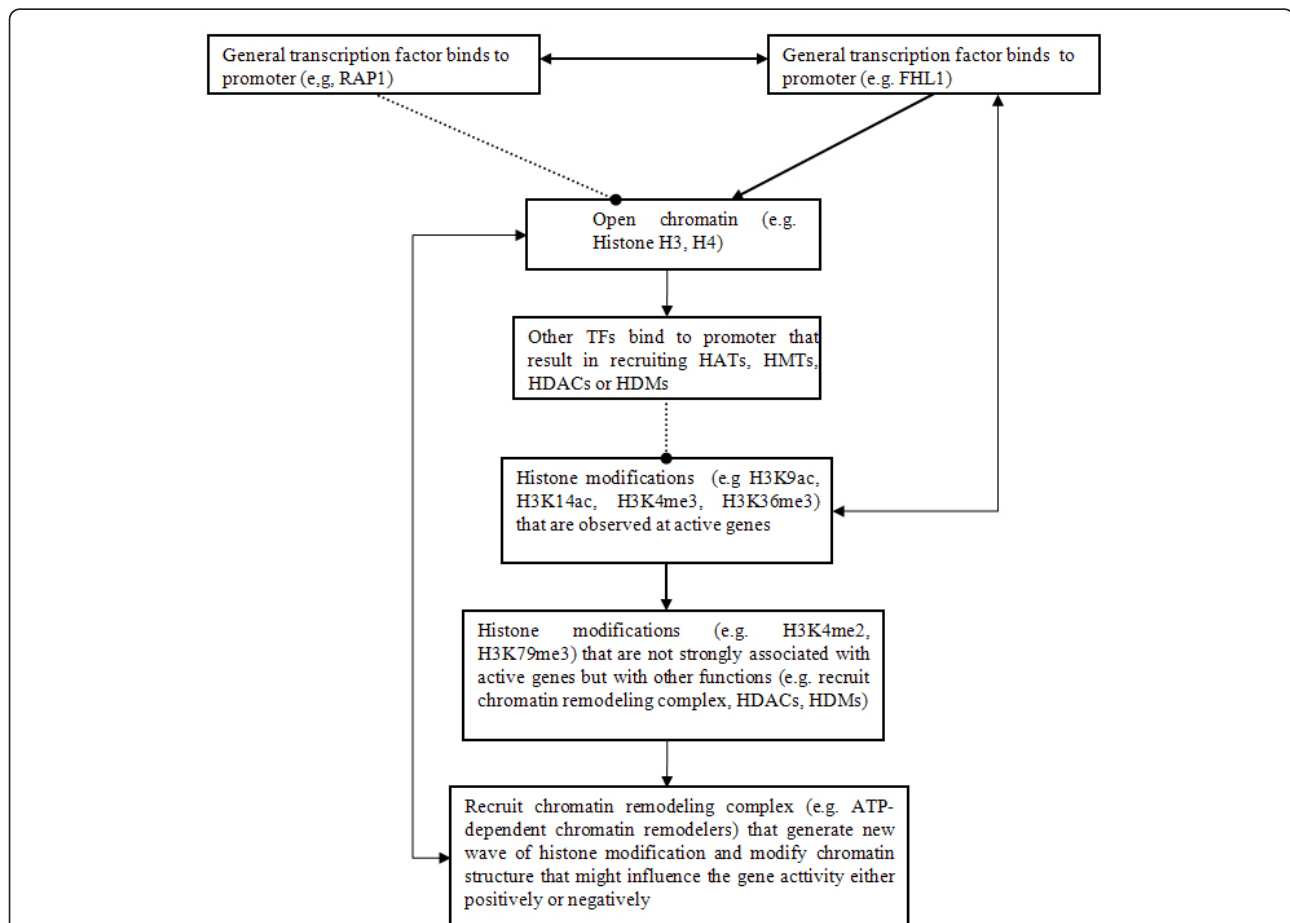 General transcription factor binds to
promoter (e,g, RAP1)
General transcription factor binds to
promoter (e.g. FHL1)
Open chromatin (e.g.
Histone H3, H4)
Other TFs bind to promoter that
result in recruiting HATs, HMTs,
HDACs or HDMs
Histone modifications (e.g H3K9ac,
H3K14ac, H3K4me3, H3K36me3)
that are observed at active genes
Histone modifications (e.g. H3K4me2,
H3K79me3) that are not strongly associated with
active genes but with other functions (e.g. recruit
chromatin remodeling complex, HDACs, HDMs)
Recruit chromatin remodeling complex (e.g. ATP-
dependent chromatin remodelers) that generate new
wave of histone modification and modify chromatin
structure that might influence the gene acttivity either
positively or negatively